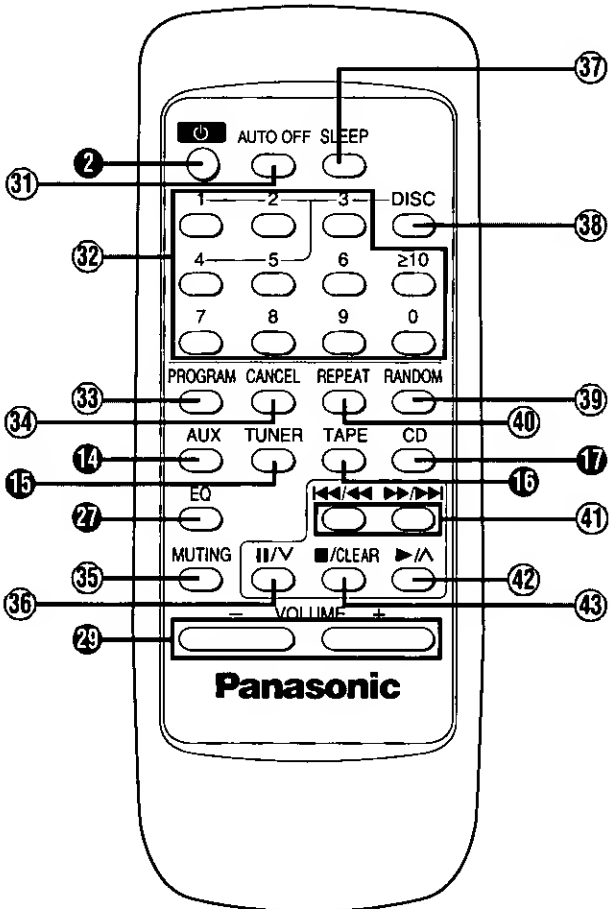 37
⏻ AUTO OFF SLEEP
2
31
1 2 3 DISC
38
32
4 5 6 ≥10
7 8 9 0
PROGRAM CANCEL REPEAT RANDOM
33 39
34 40
AUX TUNER TAPE CD
14 17
15 16
EQ |◀◀/◀◀ ▶▶/▶▶|
27 41
MUTING ❚❚/∨ ■/CLEAR ▶/∧
35 42
36 43
− VOLUME +
29
Panasonic